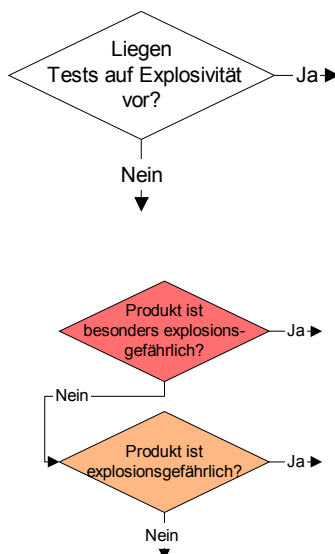 Liegen
Tests auf Explosivität
vor?
Ja
Nein
Produkt ist
besonders explosions-
gefährlich?
Ja
Nein
Produkt ist
explosionsgefährlich?
Ja
Nein